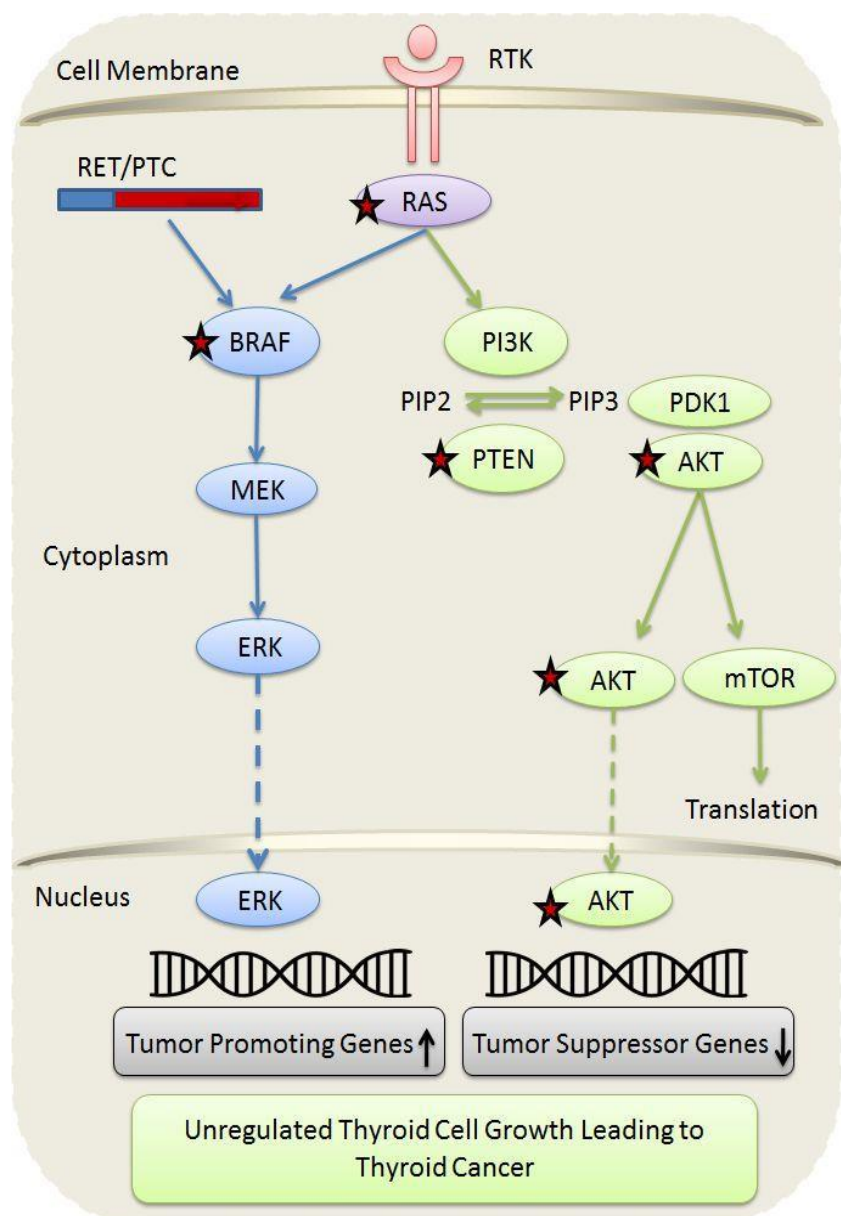 Cell Membrane
RTK
RET/PTC
RAS
BRAF
PI3K
PIP2
PIP3
PDK1
PTEN
AKT
MEK
Cytoplasm
ERK
AKT
mTOR
Translation
Nucleus
ERK
AKT
Tumor Promoting Genes
Tumor Suppressor Genes
Unregulated Thyroid Cell Growth Leading to
Thyroid Cancer